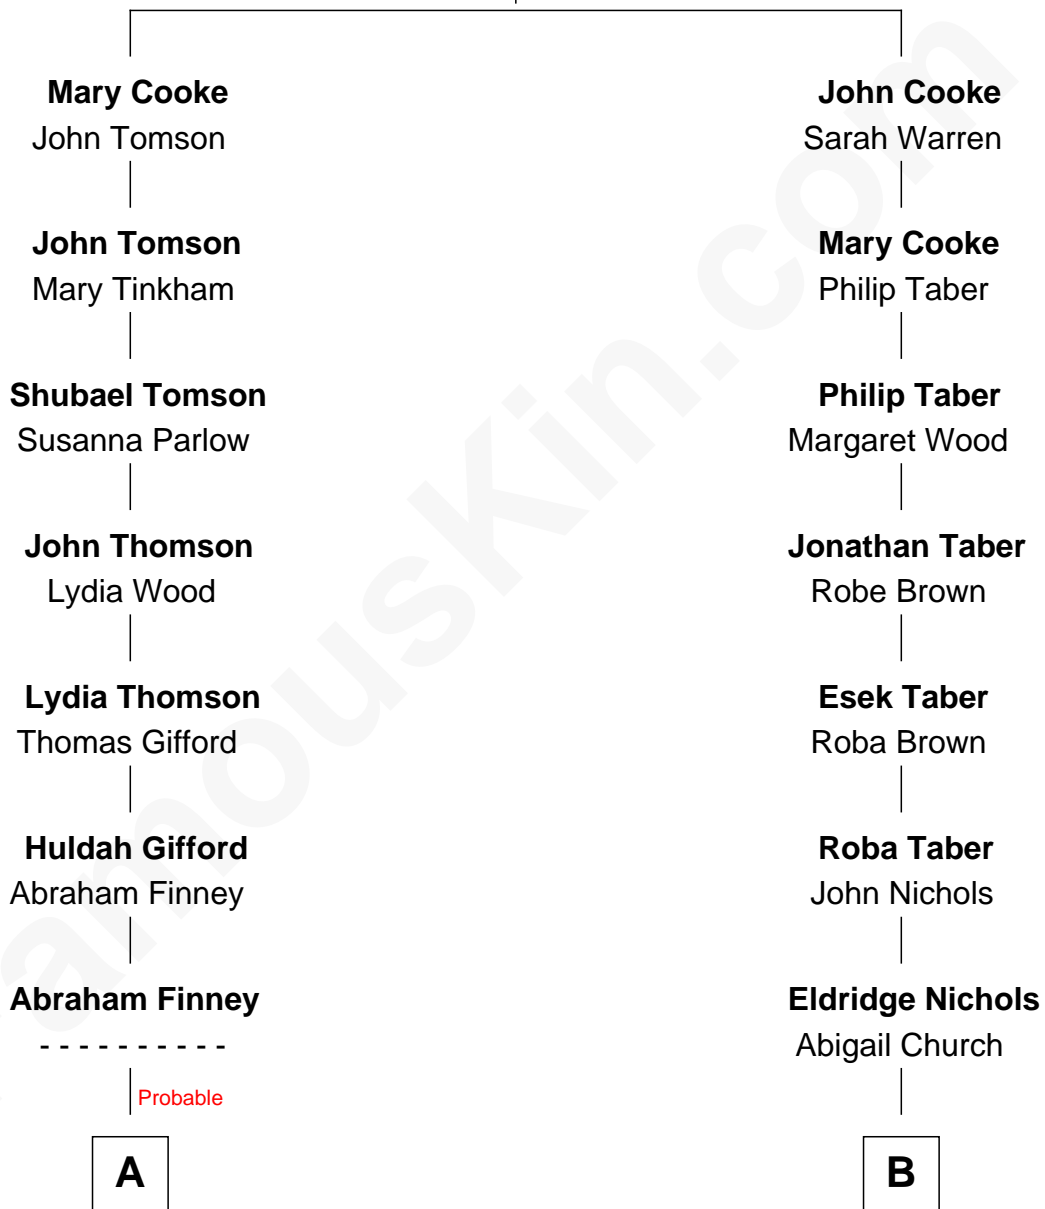 Mary Cooke
John Tomson
John Tomson
Mary Tinkham
Shubael Tomson
Susanna Parlow
John Thomson
Lydia Wood
Lydia Thomson
Thomas Gifford
Huldah Gifford
Abraham Finney
Abraham Finney
- - - - - - - - - -
Probable
A
John Cooke
Sarah Warren
Mary Cooke
Philip Taber
Philip Taber
Margaret Wood
Jonathan Taber
Robe Brown
Esek Taber
Roba Brown
Roba Taber
John Nichols
Eldridge Nichols
Abigail Church
B
amouskin.com